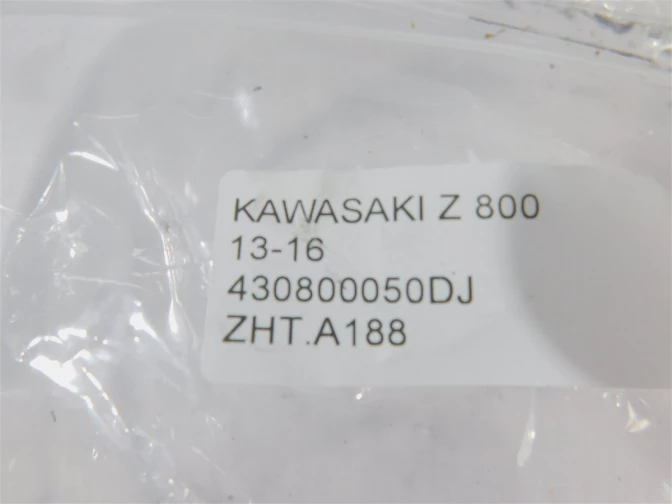 KAWASAKI Z 800
13-16
430800050DJ
ZHT.A188